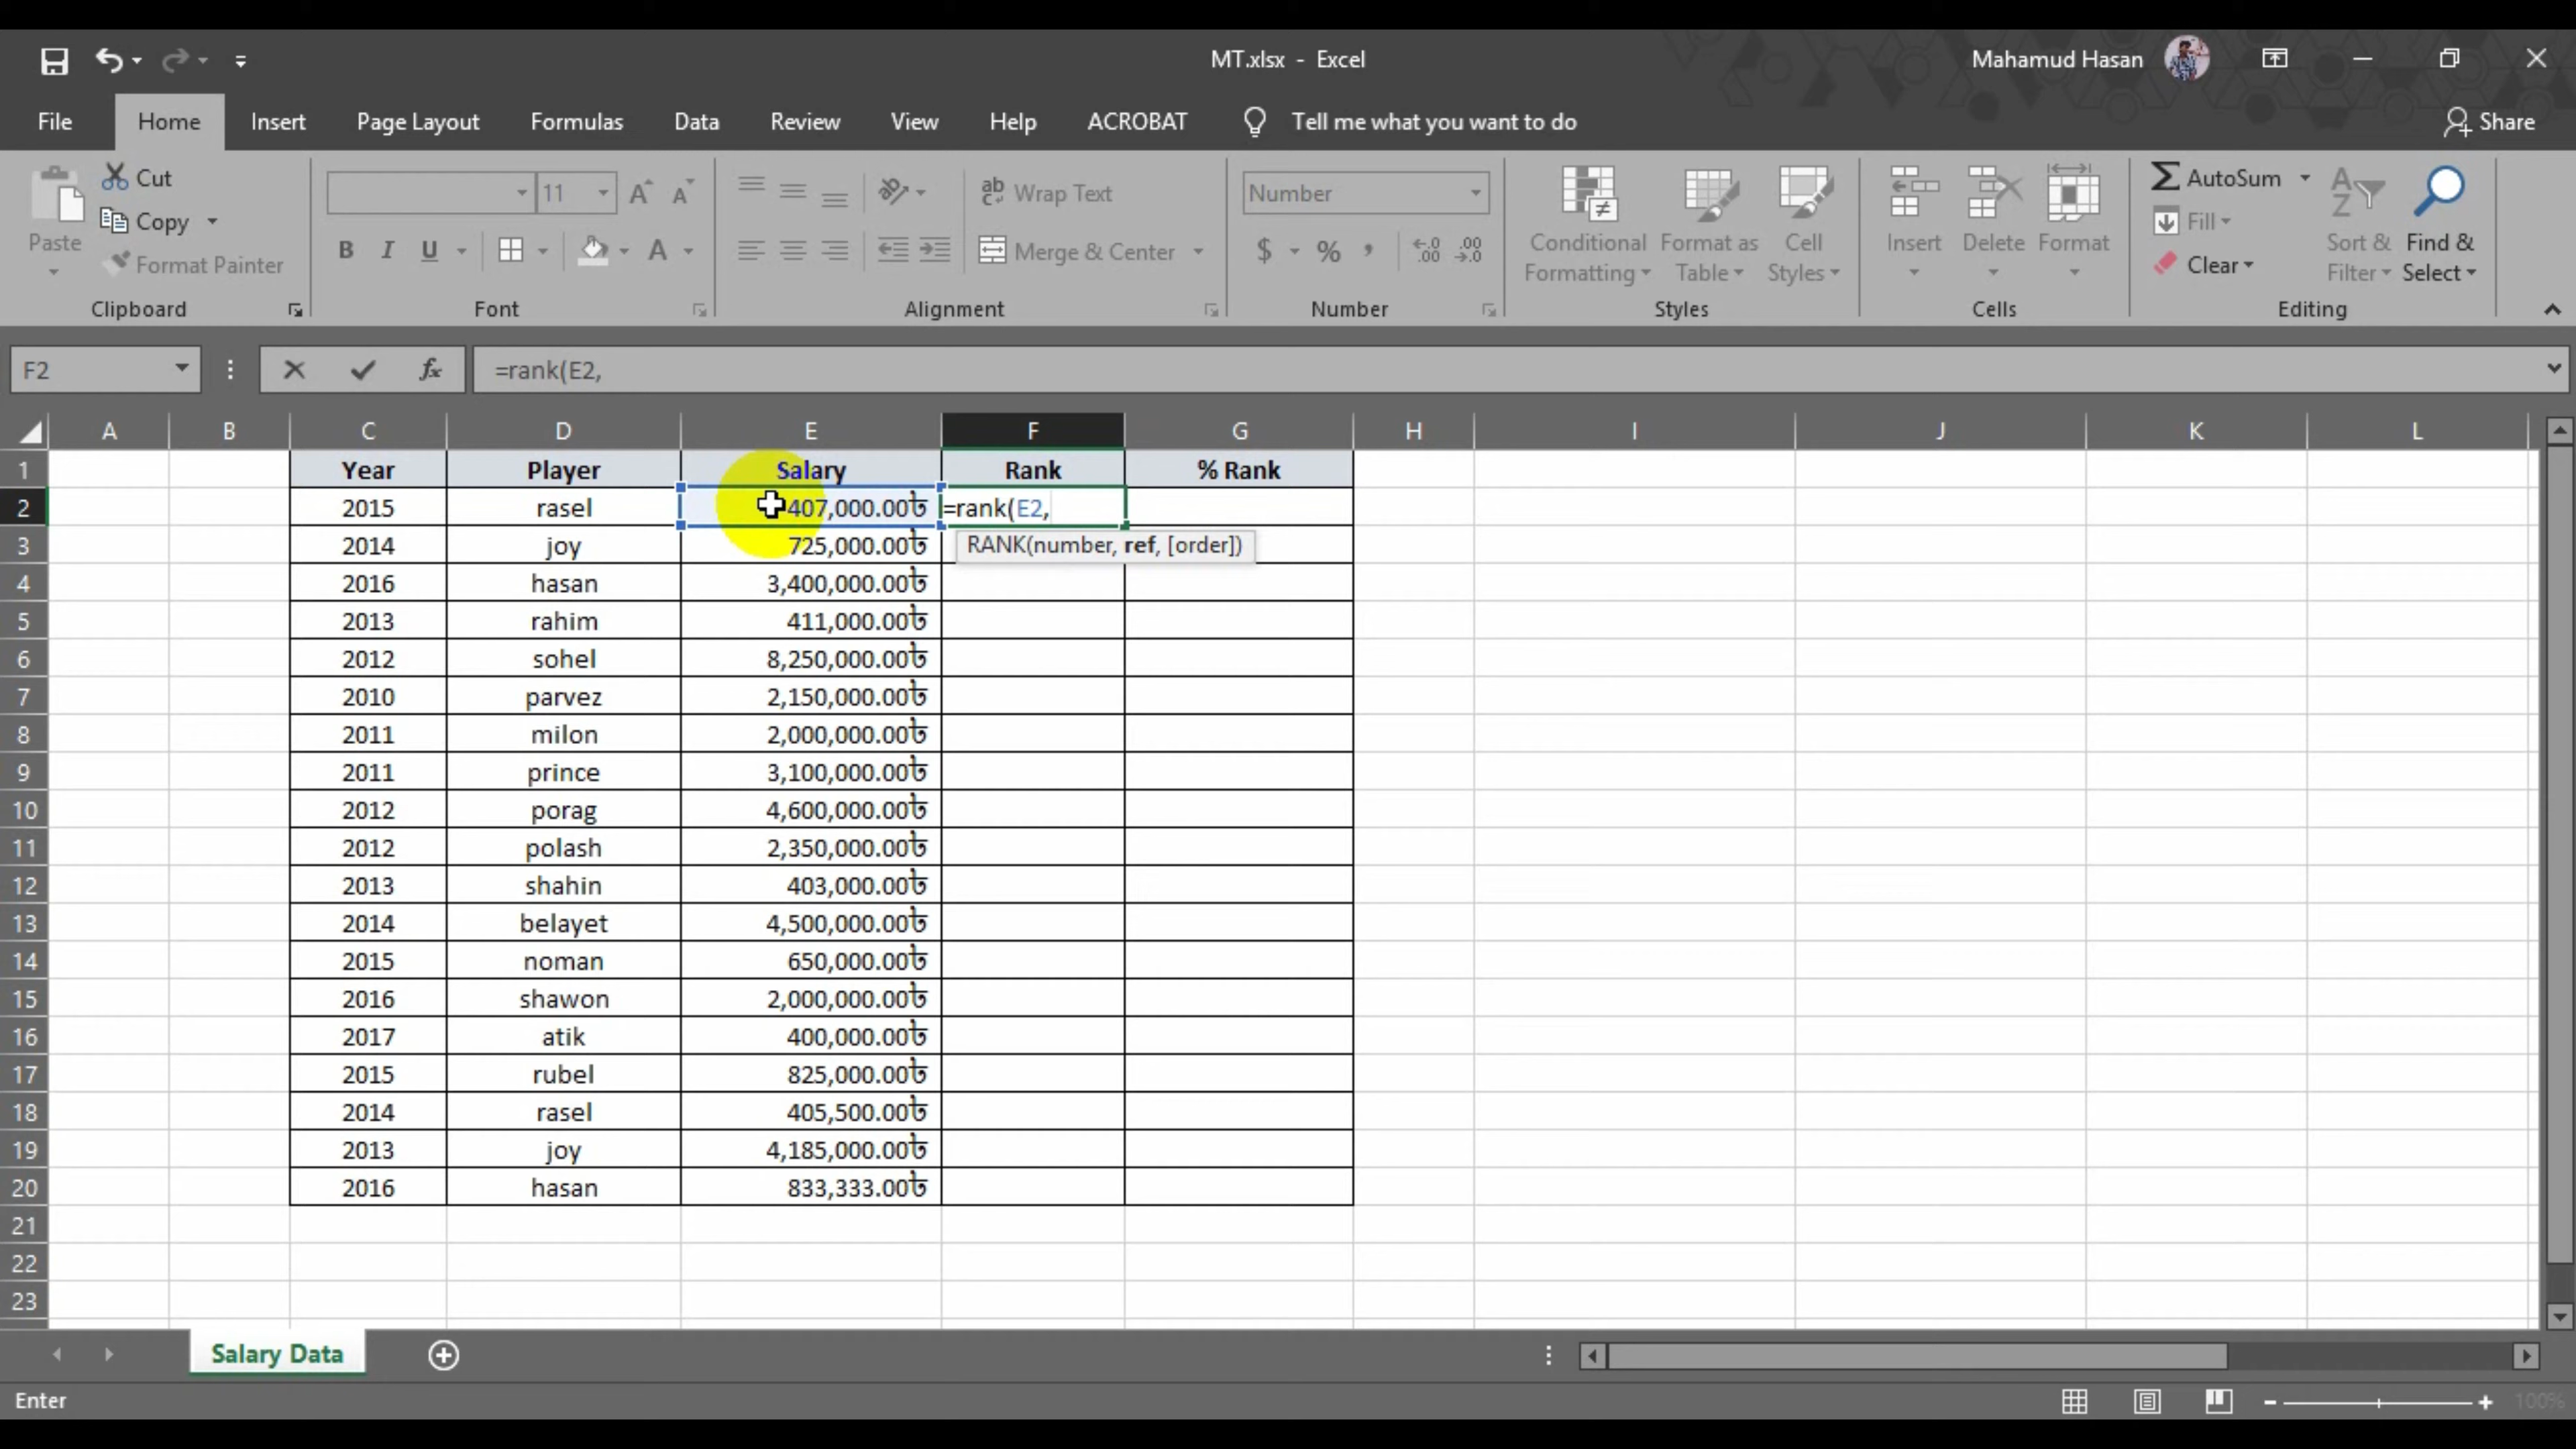 MT.xlsx - Excel
Mahamud Hasan
File Home Insert Page Layout Formulas Data Review View Help ACROBAT Tell me what you want to do Share
Paste
Cut
Copy
Format Painter
Clipboard
11
B I U
Font
Wrap Text
Merge & Center
Alignment
Number
$ % ,
Number
Conditional Formatting
Format as Table
Cell Styles
Styles
Insert Delete Format
Cells
AutoSum
Fill
Clear
Sort & Filter
Find & Select
Editing
F2 fx =rank(E2,
A B C D E F G H I J K L
1 Year Player Salary Rank % Rank
2 2015 rasel 407,000.00৳ =rank(E2,
3 2014 joy 725,000.00৳ RANK(number, ref, [order])
4 2016 hasan 3,400,000.00৳
5 2013 rahim 411,000.00৳
6 2012 sohel 8,250,000.00৳
7 2010 parvez 2,150,000.00৳
8 2011 milon 2,000,000.00৳
9 2011 prince 3,100,000.00৳
10 2012 porag 4,600,000.00৳
11 2012 polash 2,350,000.00৳
12 2013 shahin 403,000.00৳
13 2014 belayet 4,500,000.00৳
14 2015 noman 650,000.00৳
15 2016 shawon 2,000,000.00৳
16 2017 atik 400,000.00৳
17 2015 rubel 825,000.00৳
18 2014 rasel 405,500.00৳
19 2013 joy 4,185,000.00৳
20 2016 hasan 833,333.00৳
21
22
23
Salary Data
Enter
100%